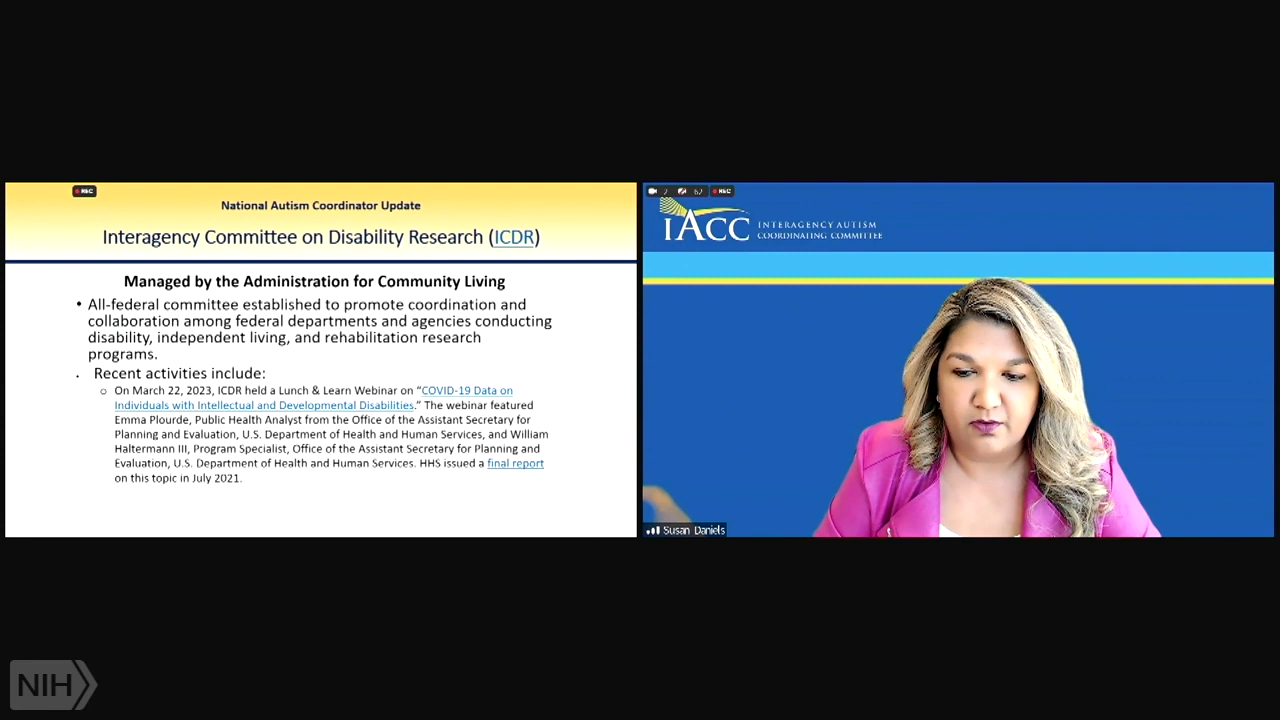 REC
National Autism Coordinator Update
Interagency Committee on Disability Research (ICDR)
Managed by the Administration for Community Living
• All-federal committee established to promote coordination and
collaboration among federal departments and agencies conducting
disability, independent living, and rehabilitation research
programs.
• Recent activities include:
o On March 22, 2023, ICDR held a Lunch & Learn Webinar on “COVID-19 Data on
Individuals with Intellectual and Developmental Disabilities.” The webinar featured
Emma Plourde, Public Health Analyst from the Office of the Assistant Secretary for
Planning and Evaluation, U.S. Department of Health and Human Services, and William
Haltermann III, Program Specialist, Office of the Assistant Secretary for Planning and
Evaluation, U.S. Department of Health and Human Services. HHS issued a final report
on this topic in July 2021.
2 62 REC
IACC
INTERAGENCY AUTISM
COORDINATING COMMITTEE
Susan Daniels
NIH